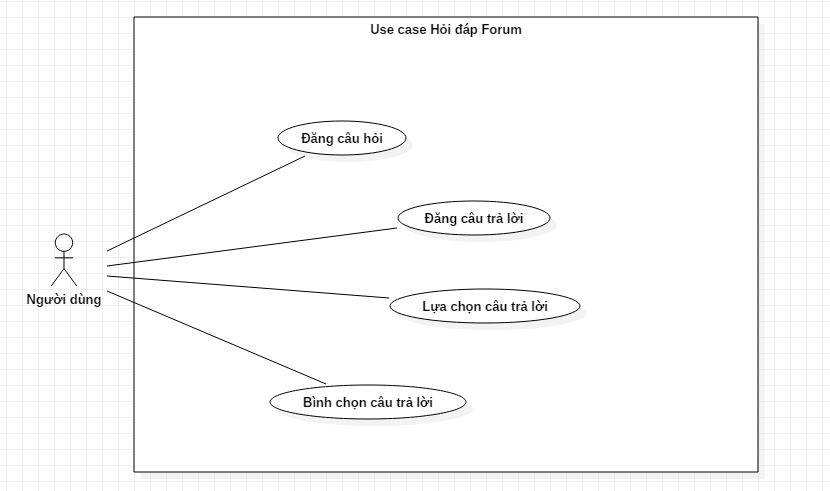 Use case Hỏi đáp Forum
Đăng câu hỏi
Đăng câu trả lời
Người dùng
Lựa chọn câu trả lời
Bình chọn câu trả lời